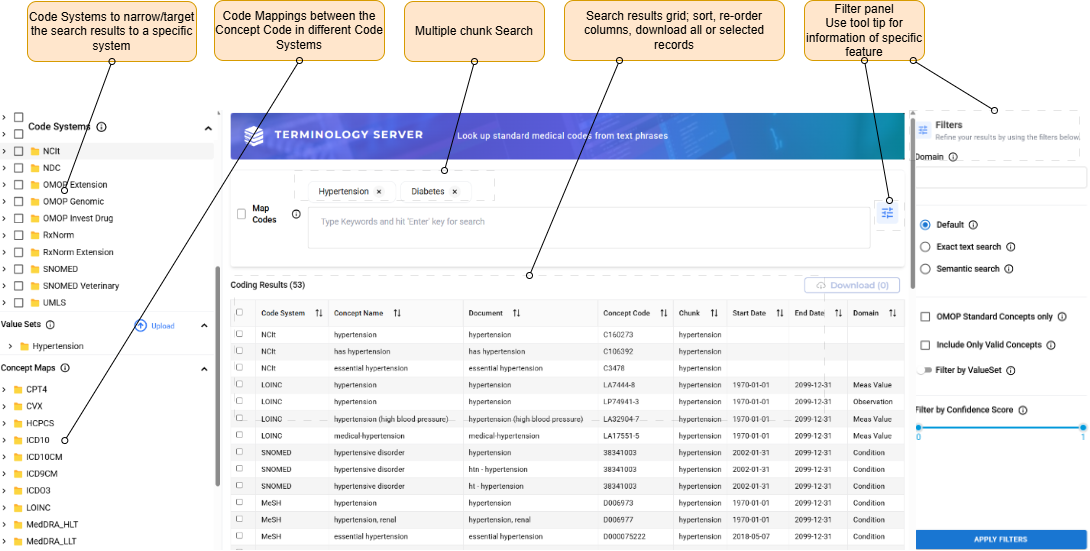 Code Systems to narrow/target
the search results to a specific
system
Code Mappings between the
Concept Code in different Code
Systems
Multiple chunk Search
Search results grid; sort, re-order
columns, download all or selected
records
Filter panel
Use tool tip for
information of specific
feature
Code Systems
NCIt
NDC
OMOP Extension
OMOP Genomic
OMOP Invest Drug
RxNorm
RxNorm Extension
SNOMED
SNOMED Veterinary
UMLS
Value Sets
Upload
Hypertension
Concept Maps
CPT4
CVX
HCPCS
ICD10
ICD10CM
ICD9CM
ICDO3
LOINC
MedDRA_HLT
MedDRA_LLT
TERMINOLOGY SERVER
Look up standard medical codes from text phrases
Hypertension × Diabetes ×
Map
Codes
Type Keywords and hit 'Enter' key for search
Coding Results (53)
Download (0)
Code System Concept Name Document Concept Code Chunk Start Date End Date Domain
NCIt hypertension hypertension C160273 hypertension
NCIt has hypertension has hypertension C106392 hypertension
NCIt essential hypertension essential hypertension C3478 hypertension
LOINC hypertension hypertension LA7444-8 hypertension 1970-01-01 2099-12-31 Meas Value
LOINC hypertension hypertension LP74941-3 hypertension 1970-01-01 2099-12-31 Observation
LOINC hypertension (high blood pressure) hypertension (high blood pressure) LA32904-7 hypertension 1970-01-01 2099-12-31 Meas Value
LOINC medical-hypertension medical-hypertension LA17551-5 hypertension 1970-01-01 2099-12-31 Meas Value
SNOMED hypertensive disorder hypertension 38341003 hypertension 2002-01-31 2099-12-31 Condition
SNOMED hypertensive disorder htn - hypertension 38341003 hypertension 2002-01-31 2099-12-31 Condition
SNOMED hypertensive disorder ht - hypertension 38341003 hypertension 2002-01-31 2099-12-31 Condition
MeSH hypertension hypertension D006973 hypertension 1970-01-01 2099-12-31 Condition
MeSH hypertension, renal hypertension, renal D006977 hypertension 1970-01-01 2099-12-31 Condition
MeSH essential hypertension essential hypertension D000075222 hypertension 2018-05-07 2099-12-31 Condition
Filters
Refine your results by using the filters below
Domain
Default
Exact text search
Semantic search
OMOP Standard Concepts only
Include Only Valid Concepts
Filter by ValueSet
Filter by Confidence Score
0 1
APPLY FILTERS